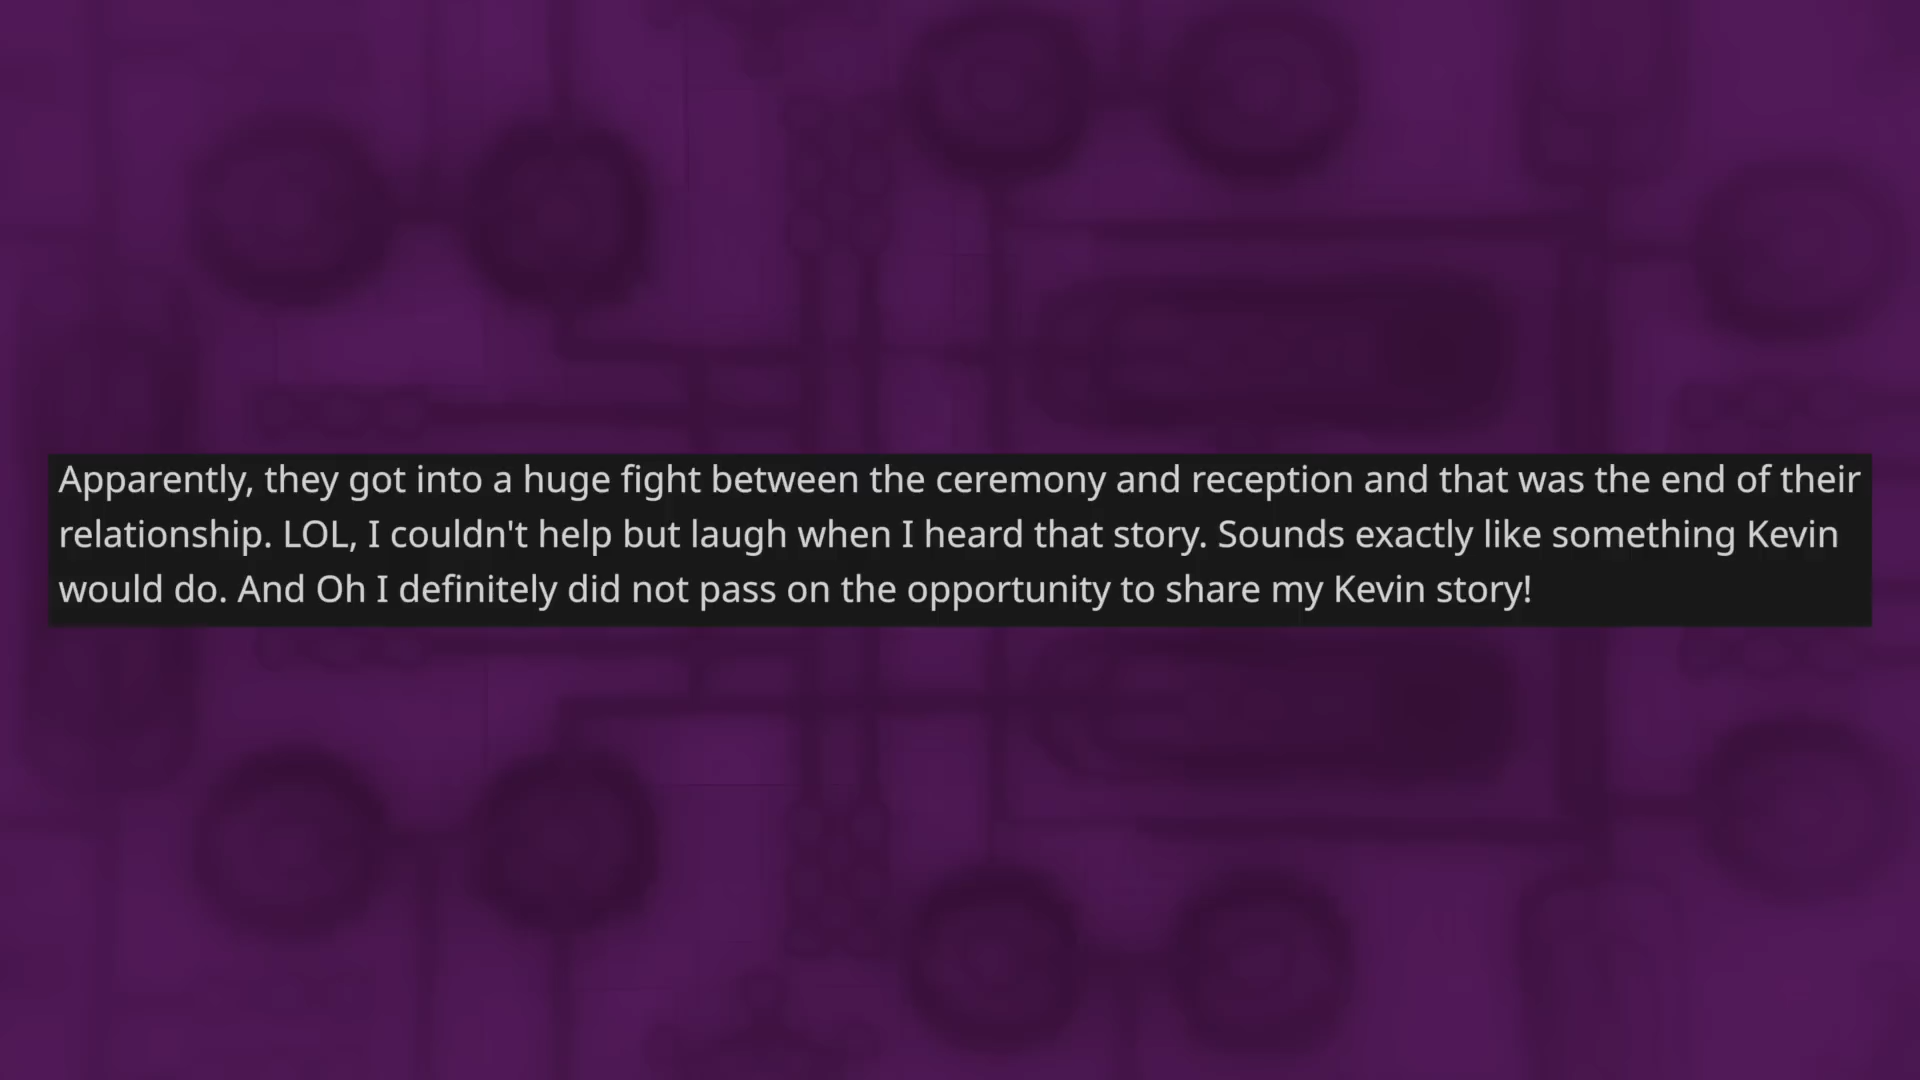 Apparently, they got into a huge fight between the ceremony and reception and that was the end of their
relationship. LOL, I couldn't help but laugh when I heard that story. Sounds exactly like something Kevin
would do. And Oh I definitely did not pass on the opportunity to share my Kevin story!